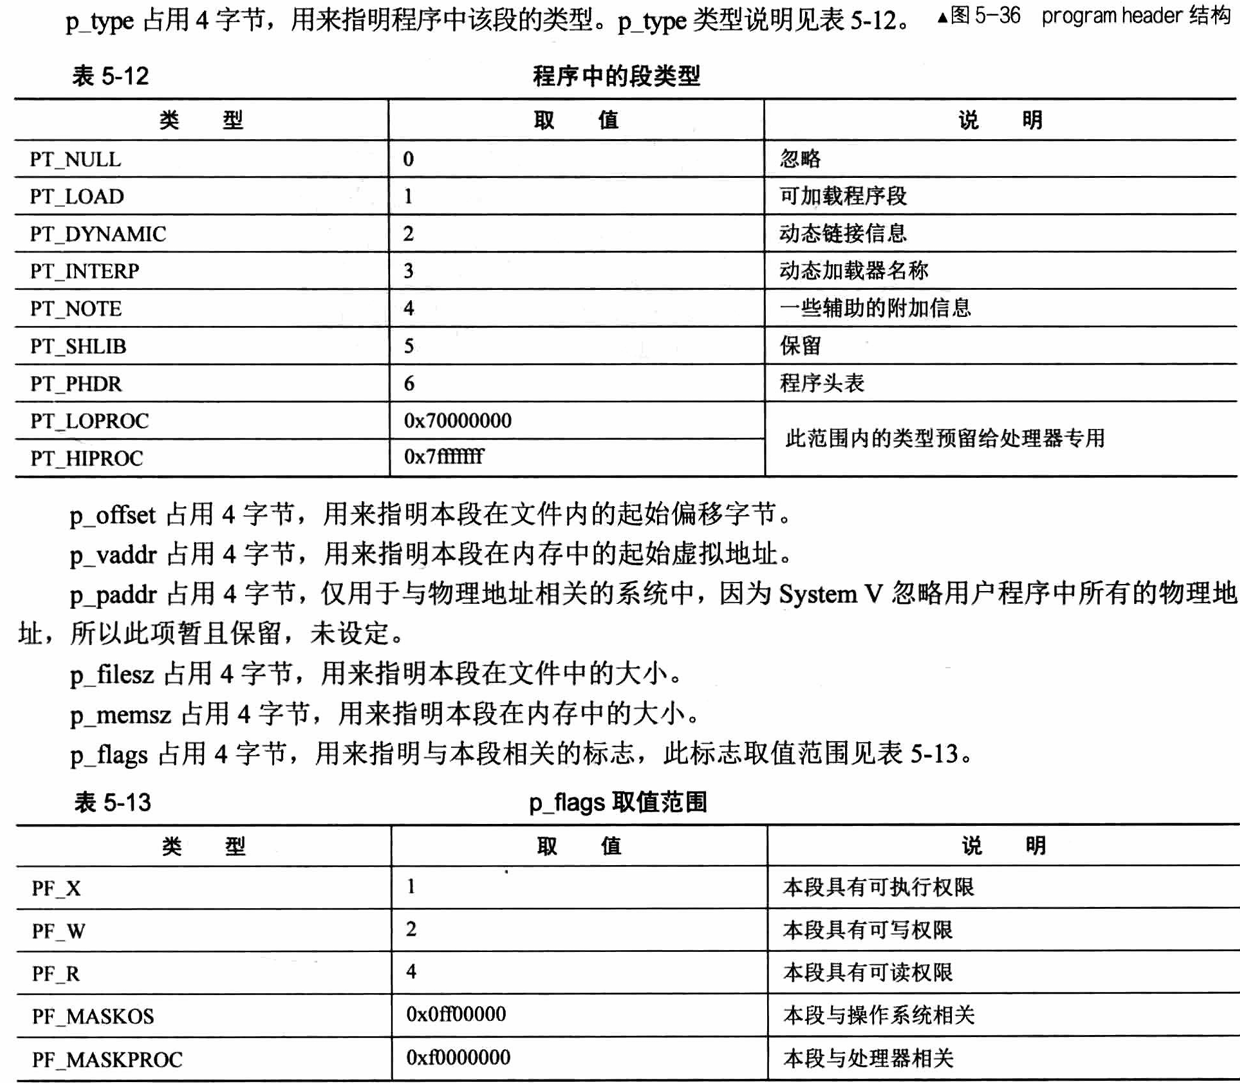 p_type 占用 4 字节，用来指明程序中该段的类型。p_type 类型说明见表 5-12。 ▲图 5-36 program header 结构
表 5-12 程序中的段类型
类 型 取 值 说 明
PT_NULL 0 忽略
PT_LOAD 1 可加载程序段
PT_DYNAMIC 2 动态链接信息
PT_INTERP 3 动态加载器名称
PT_NOTE 4 一些辅助的附加信息
PT_SHLIB 5 保留
PT_PHDR 6 程序头表
PT_LOPROC 0x70000000
此范围内的类型预留给处理器专用
PT_HIPROC 0x7fffffff
p_offset 占用 4 字节，用来指明本段在文件内的起始偏移字节。
p_vaddr 占用 4 字节，用来指明本段在内存中的起始虚拟地址。
p_paddr 占用 4 字节，仅用于与物理地址相关的系统中，因为 System V 忽略用户程序中所有的物理地
址，所以此项暂且保留，未设定。
p_filesz 占用 4 字节，用来指明本段在文件中的大小。
p_memsz 占用 4 字节，用来指明本段在内存中的大小。
p_flags 占用 4 字节，用来指明与本段相关的标志，此标志取值范围见表 5-13。
表 5-13 p_flags 取值范围
类 型 取 值 说 明
PF_X 1 本段具有可执行权限
PF_W 2 本段具有可写权限
PF_R 4 本段具有可读权限
PF_MASKOS 0x0ff00000 本段与操作系统相关
PF_MASKPROC 0xf0000000 本段与处理器相关